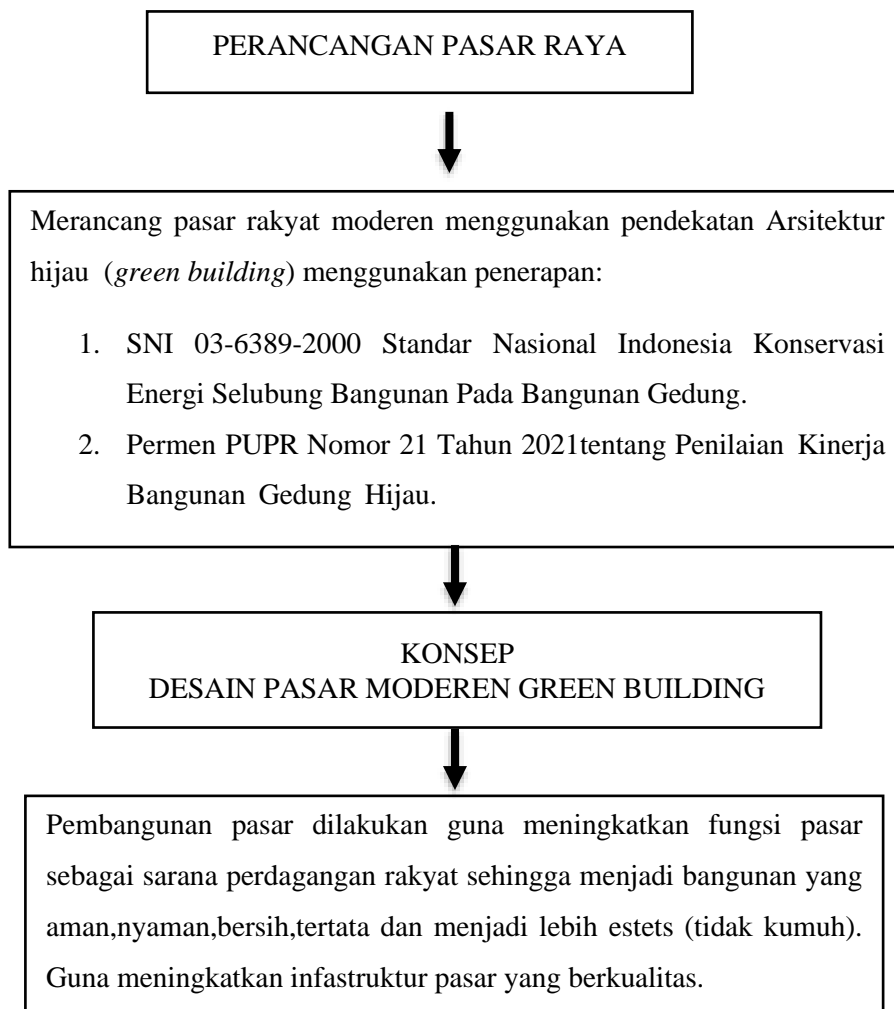 PERANCANGAN PASAR RAYA
Merancang pasar rakyat moderen menggunakan pendekatan Arsitektur
hijau (green building) menggunakan penerapan:
1. SNI 03-6389-2000 Standar Nasional Indonesia Konservasi
Energi Selubung Bangunan Pada Bangunan Gedung.
2. Permen PUPR Nomor 21 Tahun 2021tentang Penilaian Kinerja
Bangunan Gedung Hijau.
KONSEP
DESAIN PASAR MODEREN GREEN BUILDING
Pembangunan pasar dilakukan guna meningkatkan fungsi pasar
sebagai sarana perdagangan rakyat sehingga menjadi bangunan yang
aman,nyaman,bersih,tertata dan menjadi lebih estets (tidak kumuh).
Guna meningkatkan infastruktur pasar yang berkualitas.